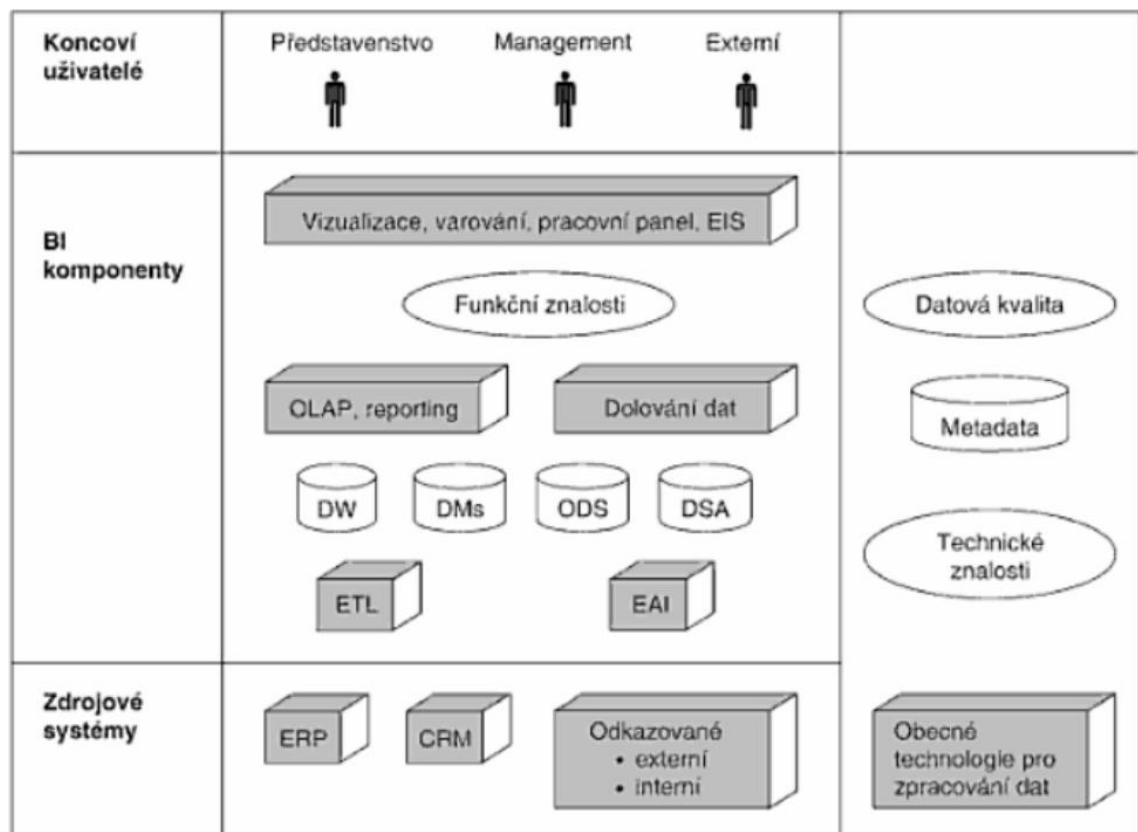 Koncoví
uživatelé
Představenstvo
Management
Externí
BI
komponenty
Vizualizace, varování, pracovní panel, EIS
Funkční znalosti
Datová kvalita
OLAP, reporting
Dolování dat
Metadata
DW
DMs
ODS
DSA
Technické
znalosti
ETL
EAI
Zdrojové
systémy
ERP
CRM
Odkazované
• externí
• interní
Obecné
technologie pro
zpracování dat